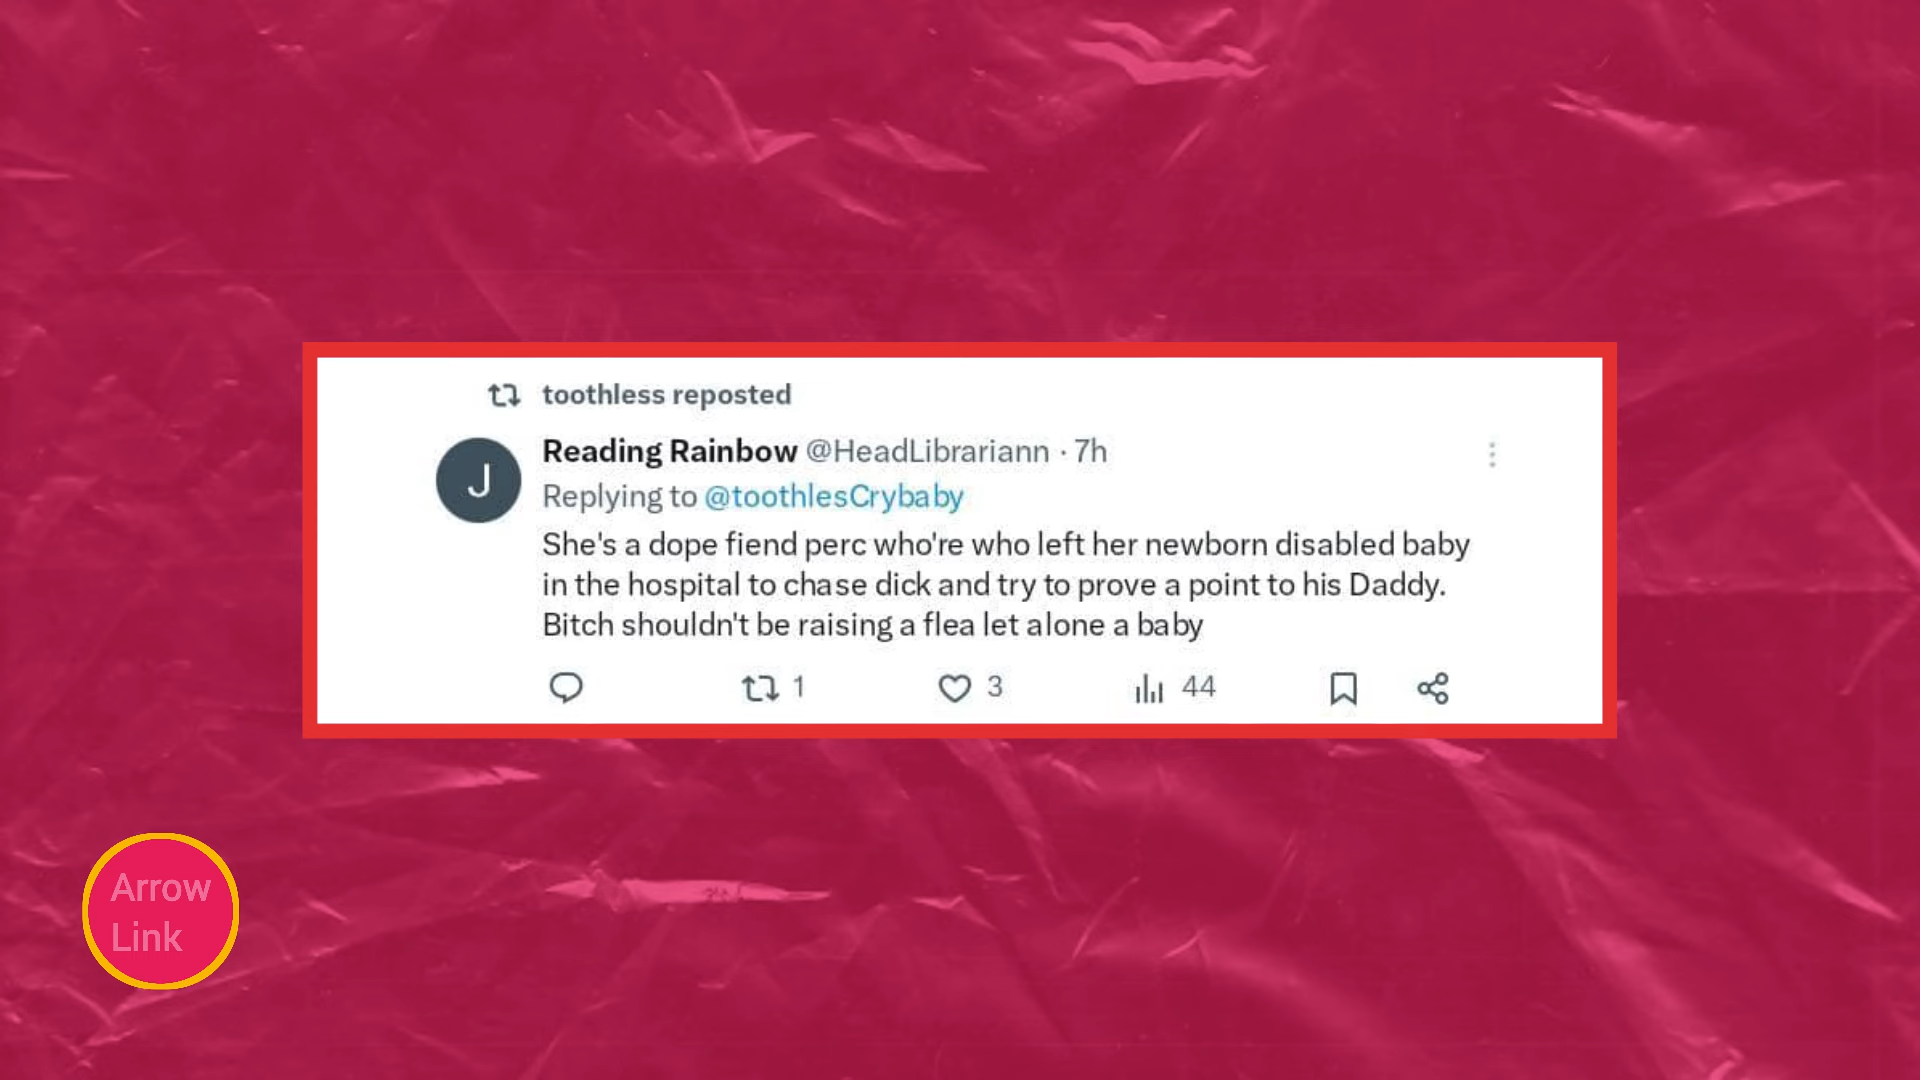 toothless reposted
J
Reading Rainbow @HeadLibrariann · 7h
Replying to @toothlesCrybaby
She's a dope fiend perc who're who left her newborn disabled baby
in the hospital to chase dick and try to prove a point to his Daddy.
Bitch shouldn't be raising a flea let alone a baby
1 3 44
Arrow
Link